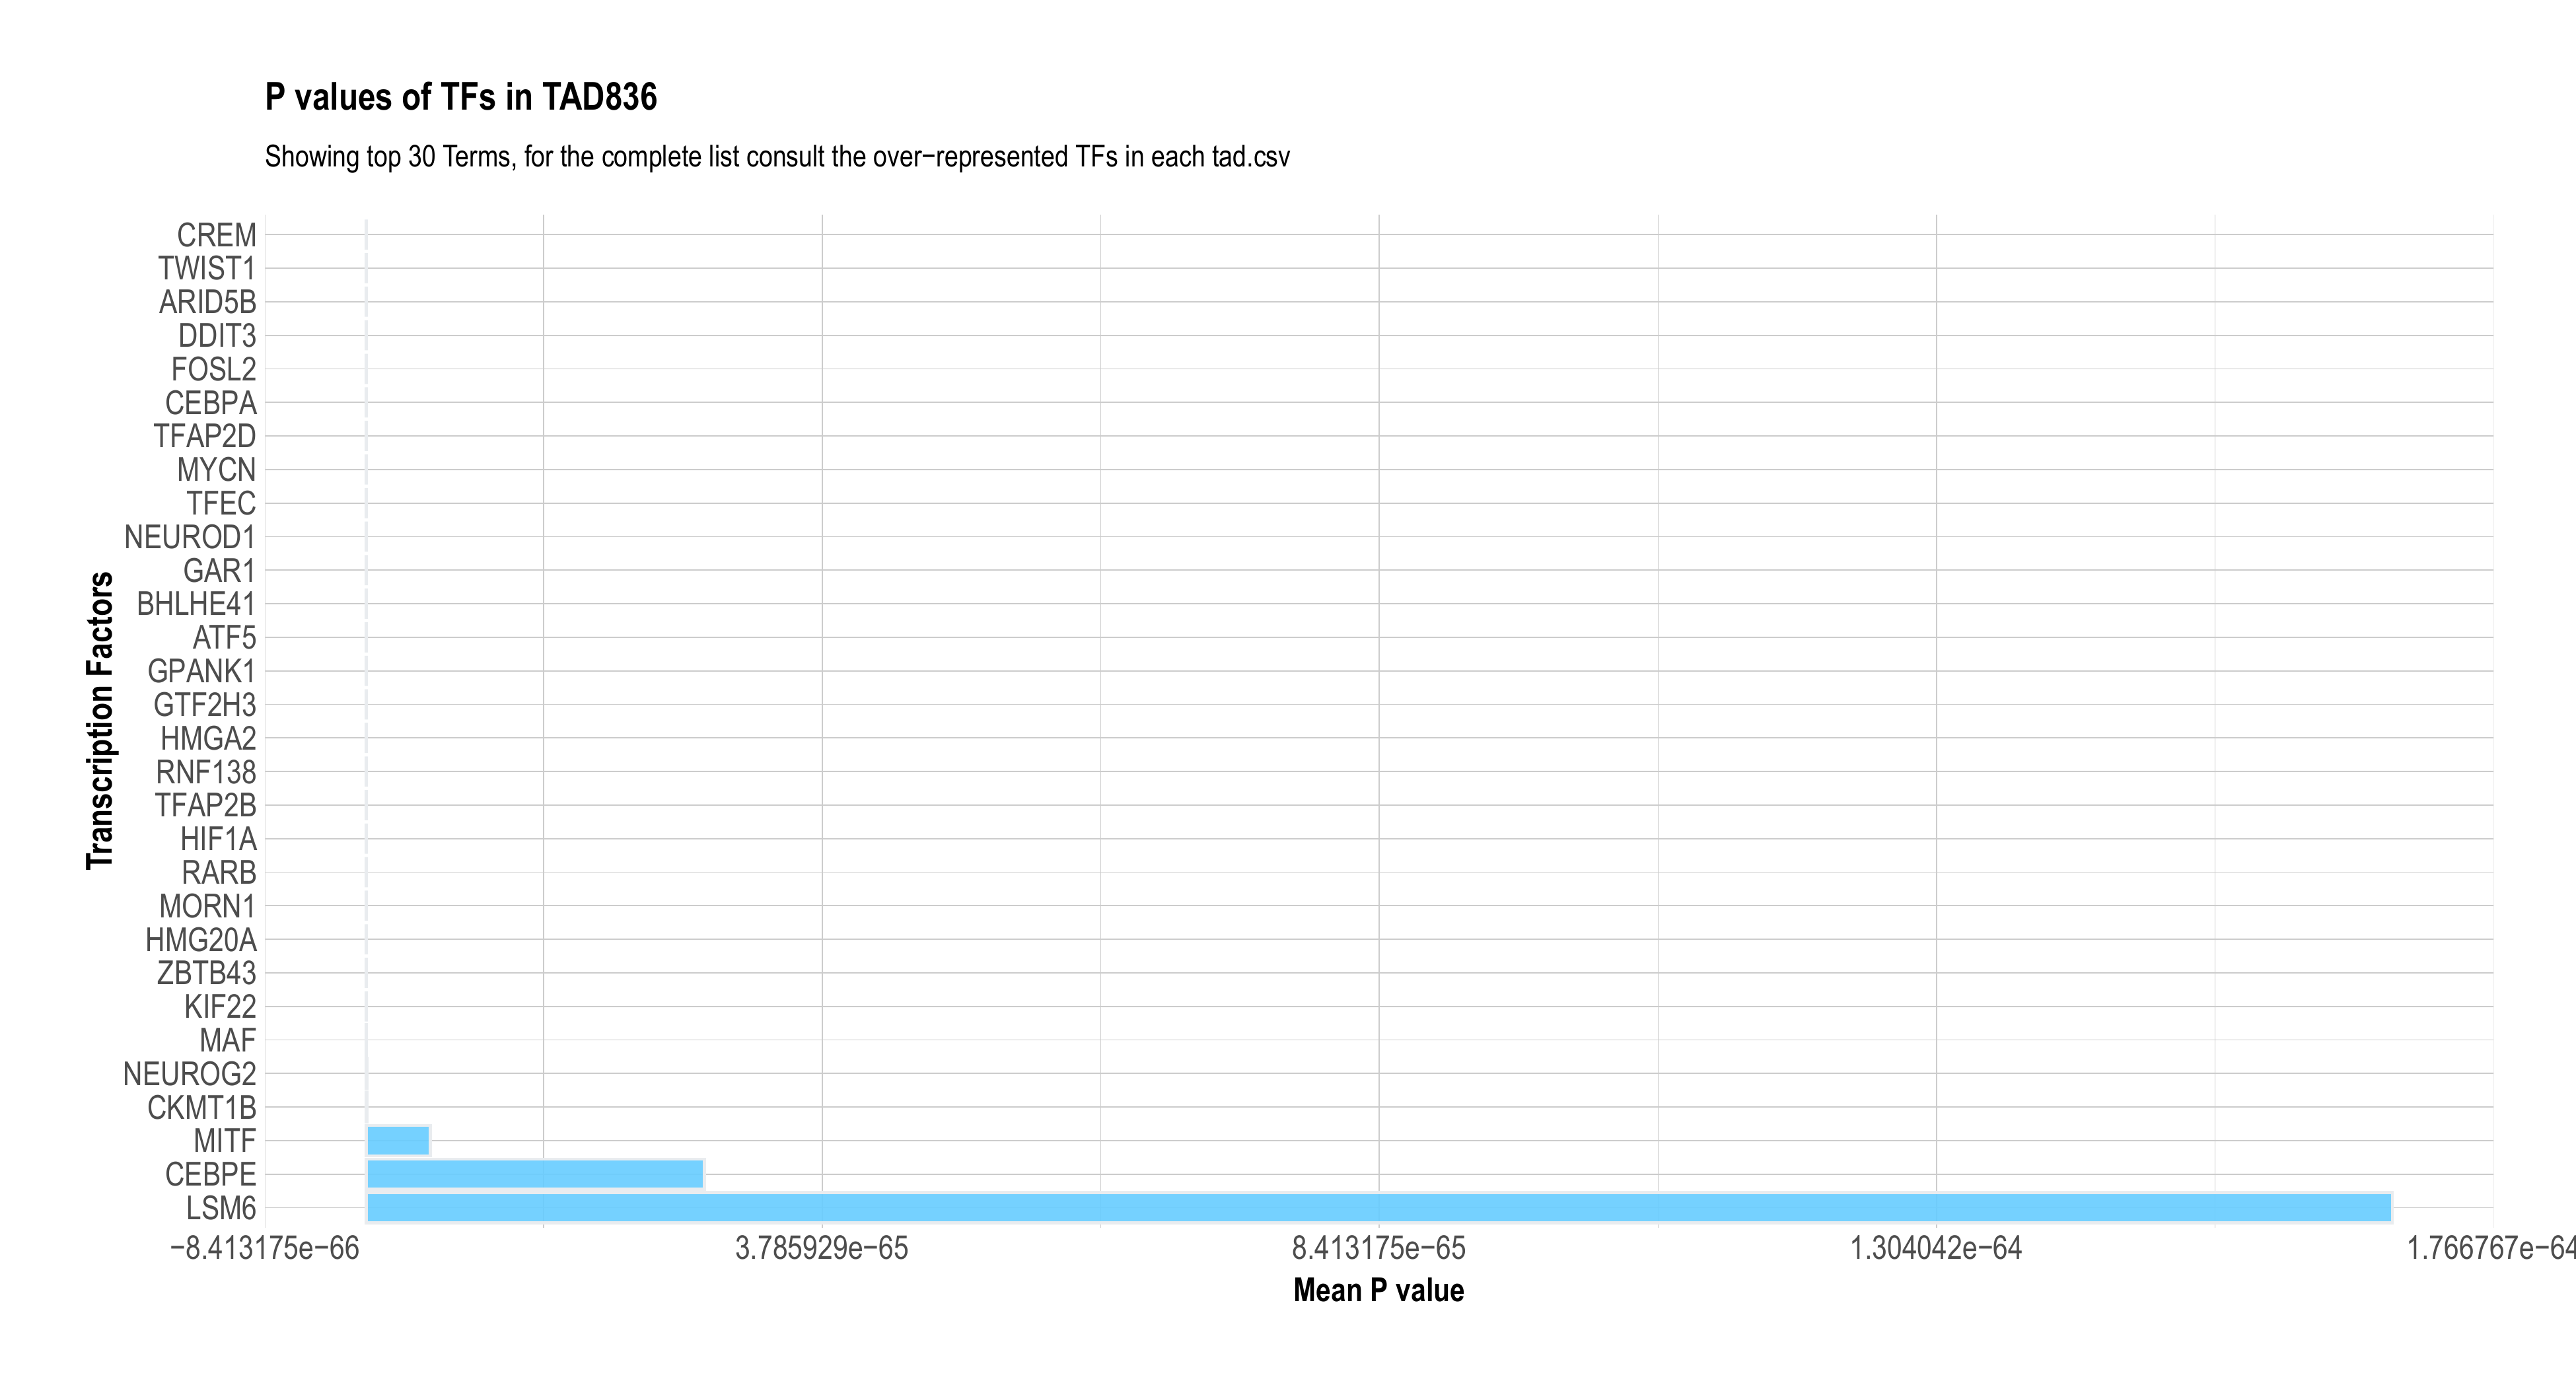 P values of TFs in TAD836
Showing top 30 Terms, for the complete list consult the over−represented TFs in each tad.csv
Transcription Factors
CREM
TWIST1
ARID5B
DDIT3
FOSL2
CEBPA
TFAP2D
MYCN
TFEC
NEUROD1
GAR1
BHLHE41
ATF5
GPANK1
GTF2H3
HMGA2
RNF138
TFAP2B
HIF1A
RARB
MORN1
HMG20A
ZBTB43
KIF22
MAF
NEUROG2
CKMT1B
MITF
CEBPE
LSM6
−8.413175e−66 3.785929e−65 8.413175e−65 1.304042e−64 1.766767e−64
Mean P value